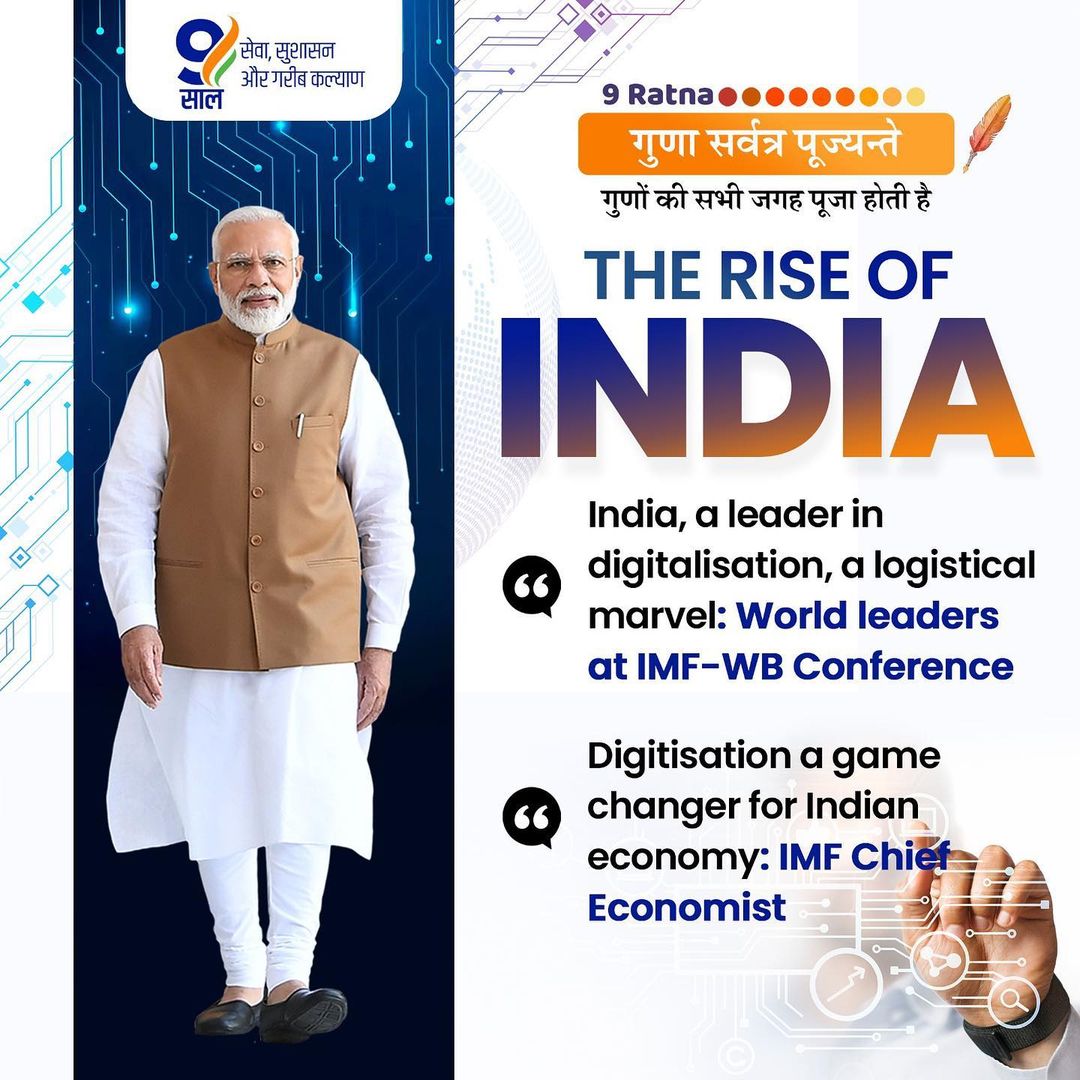 9 साल
सेवा, सुशासन
और गरीब कल्याण
9 Ratna
गुणा सर्वत्र पूज्यन्ते
गुणों की सभी जगह पूजा होती है
THE RISE OF
INDIA
India, a leader in
digitalisation, a logistical
marvel: World leaders
at IMF-WB Conference
Digitisation a game
changer for Indian
economy: IMF Chief
Economist